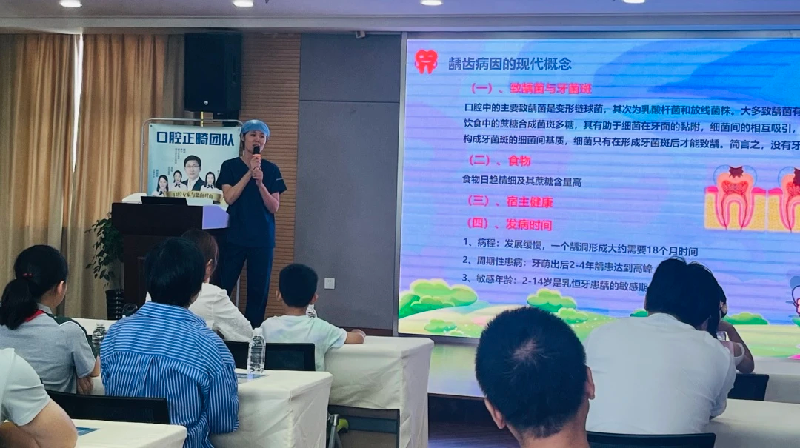 龋齿病因的现代概念
（一）、致龋菌与牙菌斑
口腔中的主要致龋菌是变形链球菌，其次为乳酸杆菌和放线菌株。大多致龋菌有
饮食中的蔗糖合成菌斑多糖，具有助于细菌在牙面的黏附，细菌间的相互吸引，
构成牙菌斑的细菌间基质，细菌只有在形成牙菌斑后才能致龋，简言之，没有牙
（二）、食物
食物日趋精细及其蔗糖含量高
（三）、宿主健康
（四）、发病时间
1、病程：发展缓慢，一个龋洞形成大约需要18个月时间
2、周期性患病：牙萌出后2-4年龋患达到高峰
3、敏感年龄：2-14岁是乳恒牙患龋的敏感期
口腔正畸团队